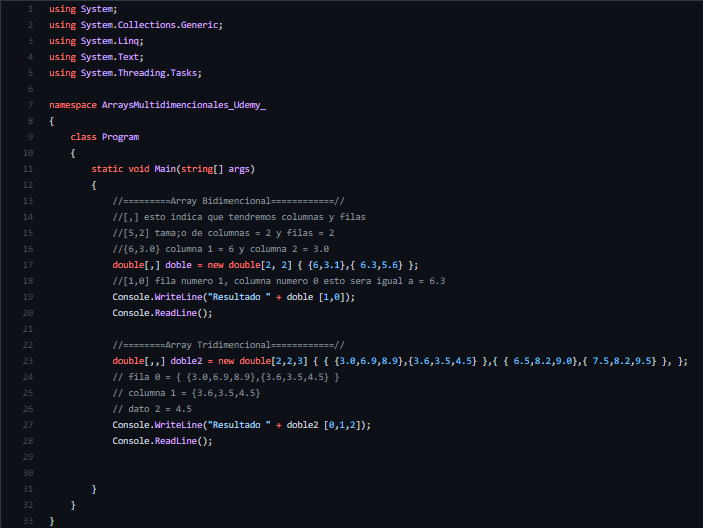 1 using System;
2 using System.Collections.Generic;
3 using System.Linq;
4 using System.Text;
5 using System.Threading.Tasks;
6
7 namespace ArraysMultidimencionales_Udemy_
8 {
9     class Program
10     {
11         static void Main(string[] args)
12         {
13             //=========Array Bidimencional============//
14             //[,] esto indica que tendremos columnas y filas
15             //[5,2] tama;o de columnas = 2 y filas = 2
16             //{6,3.0} columna 1 = 6 y columna 2 = 3.0
17             double[,] doble = new double[2, 2] { {6,3.1},{ 6.3,5.6} };
18             //[1,0] fila numero 1, columna numero 0 esto sera igual a = 6.3
19             Console.WriteLine("Resultado " + doble [1,0]);
20             Console.ReadLine();
21
22             //========Array Tridimencional============//
23             double[,,] doble2 = new double[2,2,3] { { {3.0,6.9,8.9},{3.6,3.5,4.5} },{ { 6.5,8.2,9.0},{ 7.5,8.2,9.5} }, };
24             // fila 0 = { {3.0,6.9,8.9},{3.6,3.5,4.5} }
25             // columna 1 = {3.6,3.5,4.5}
26             // dato 2 = 4.5
27             Console.WriteLine("Resultado " + doble2 [0,1,2]);
28             Console.ReadLine();
29
30
31         }
32     }
33 }